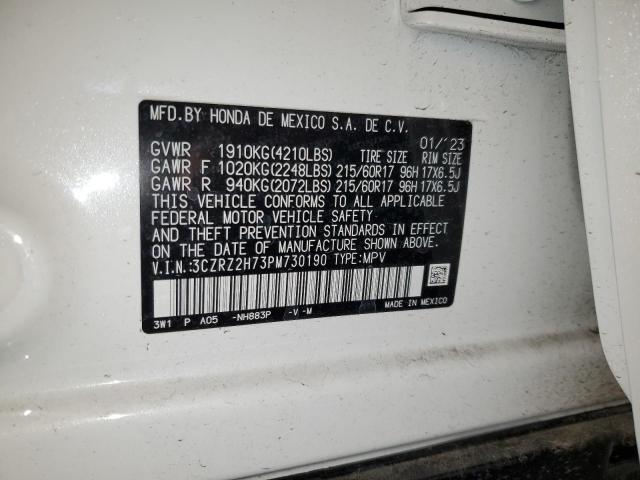 MFD.BY HONDA DE MEXICO S.A. DE C.V.
01/'23
GVWR 1910KG(4210LBS) TIRE SIZE RIM SIZE
GAWR F 1020KG(2248LBS) 215/60R17 96H 17X6.5J
GAWR R 940KG(2072LBS) 215/60R17 96H 17X6.5J
THIS VEHICLE CONFORMS TO ALL APPLICABLE
FEDERAL MOTOR VEHICLE SAFETY
AND THEFT PREVENTION STANDARDS IN EFFECT
ON THE DATE OF MANUFACTURE SHOWN ABOVE.
V.I.N.:3CZRZ2H73PM730190 TYPE:MPV
3W1 P A05 -NH883P -V -M MADE IN MEXICO